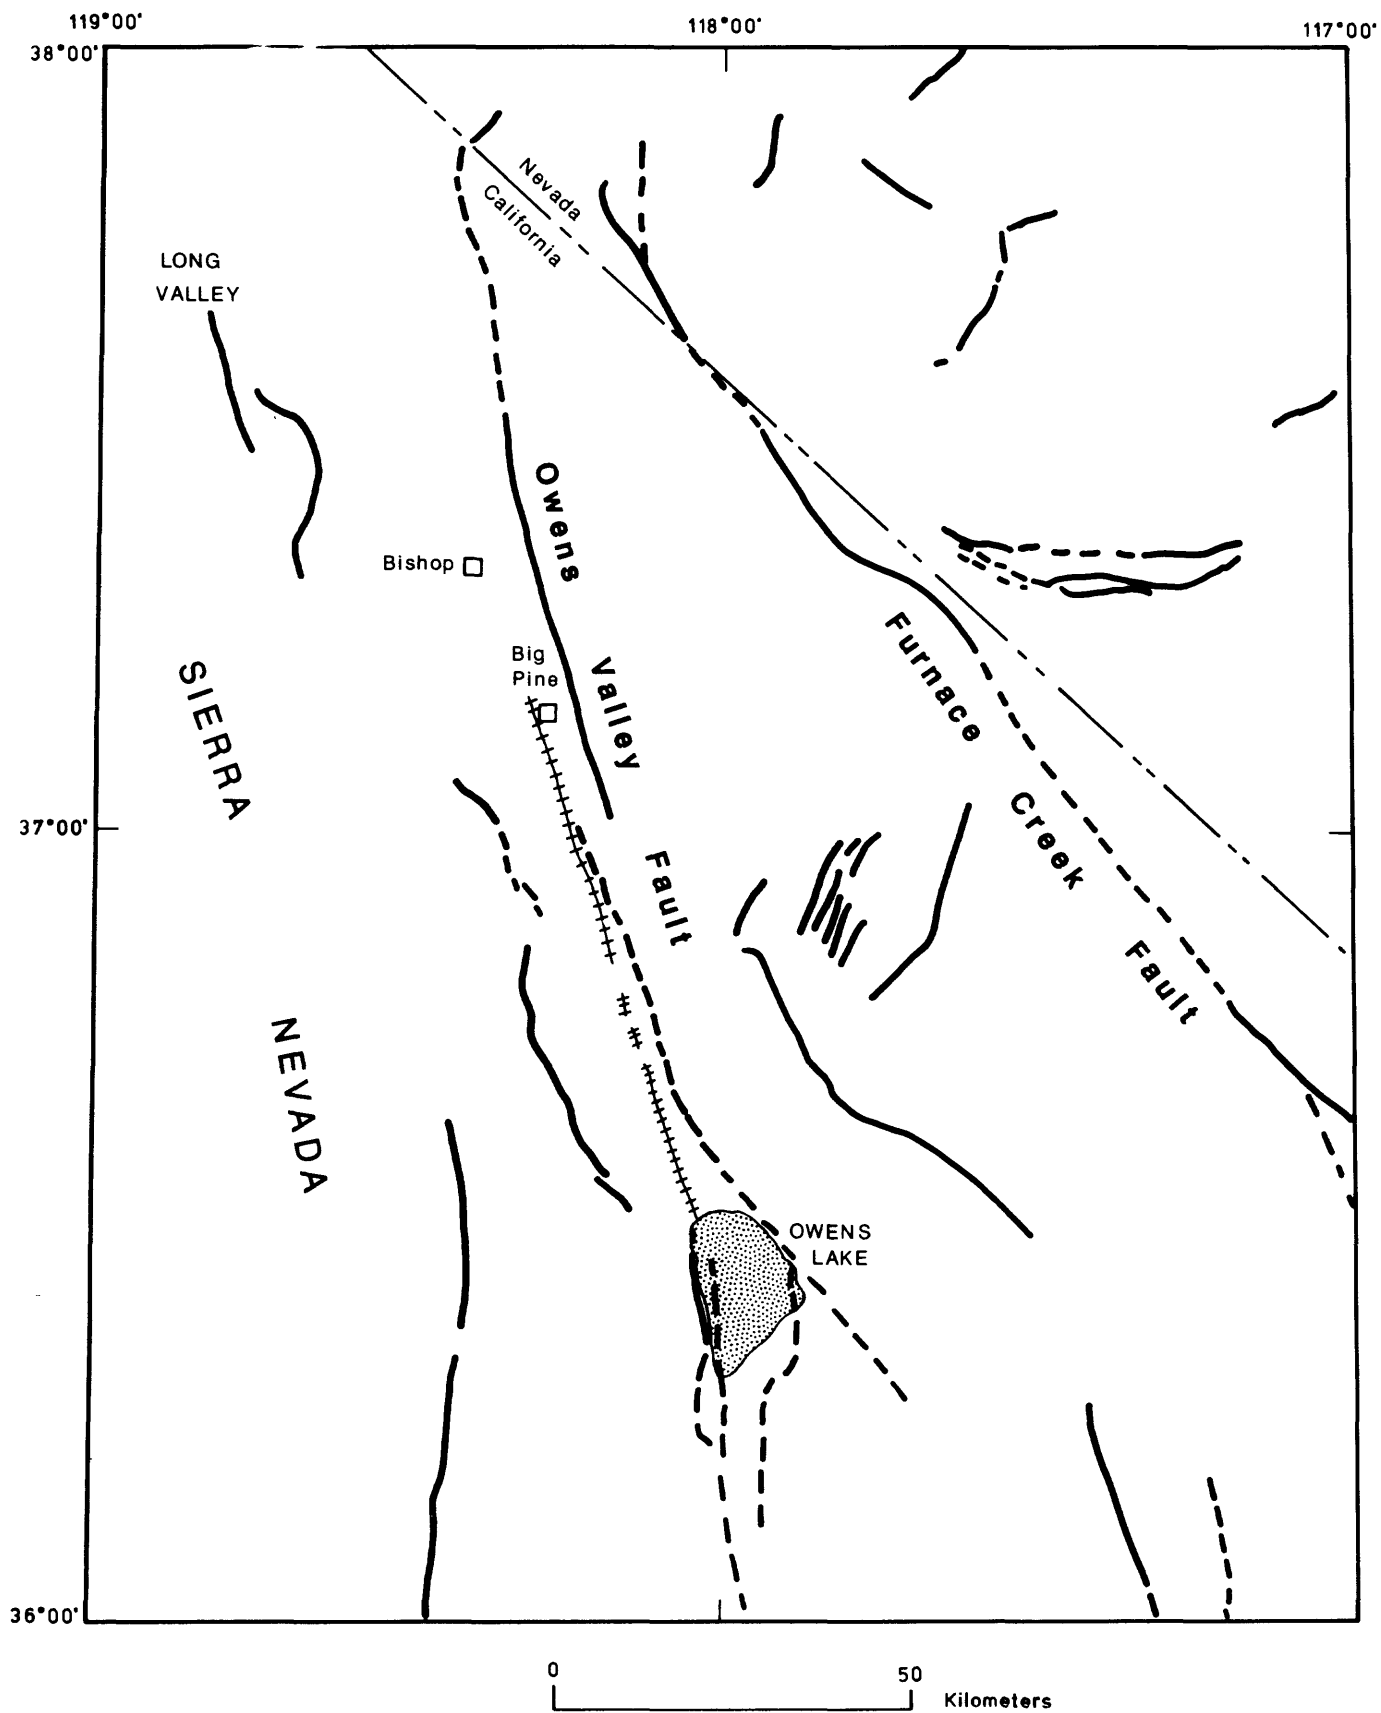 119°00'
118°00'
117°00'
38°00'
Nevada
California
LONG
VALLEY
Owens
Valley
Fault
Bishop
Big
Pine
Furnace
Creek
Fault
SIERRA
NEVADA
37°00'
OWENS
LAKE
36°00'
0
50
Kilometers